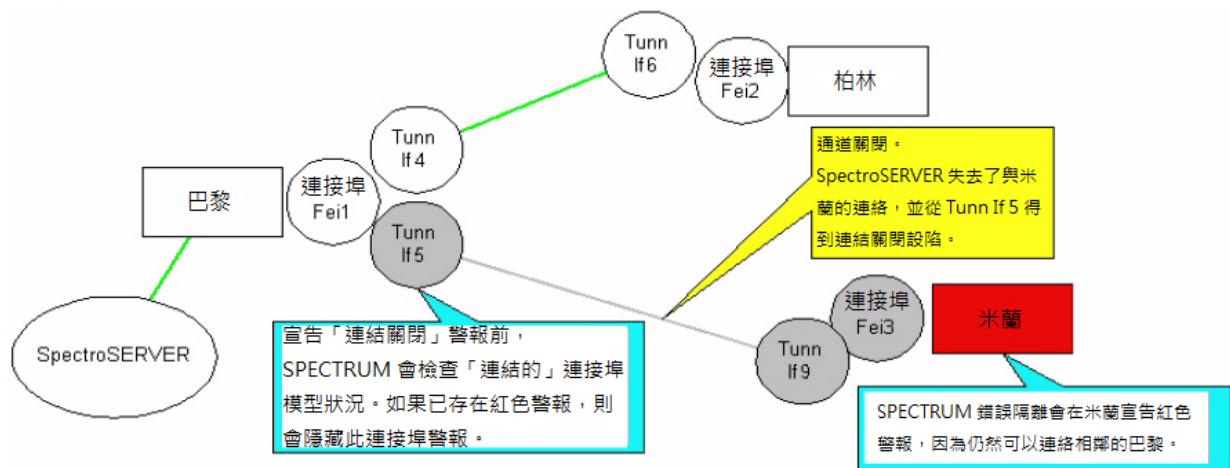 Tunn
If 6
連接埠
Fei2
柏林
Tunn
If 4
通道關閉。
SpectroSERVER 失去了與米
蘭的連絡，並從 Tunn If 5 得
到連結關閉設陷。
巴黎
連接埠
Fei1
Tunn
If 5
連接埠
Fei3
米蘭
SpectroSERVER
宣告「連結關閉」警報前，
SPECTRUM 會檢查「連結的」連接埠
模型狀況。如果已存在紅色警報，則
會隱藏此連接埠警報。
Tunn
If 9
SPECTRUM 錯誤隔離會在米蘭宣告紅色
警報，因為仍然可以連絡相鄰的巴黎。